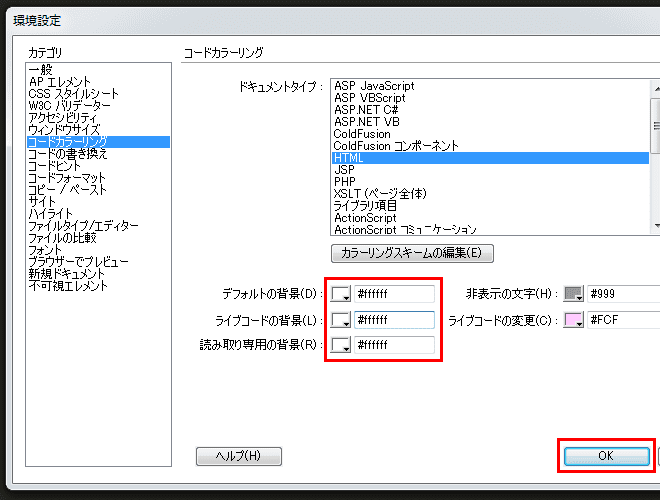 環境設定
カテゴリ
一般
AP エレメント
CSS スタイルシート
W3C バリデーター
アクセシビリティ
ウィンドウサイズ
コードカラーリング
コードの書き換え
コードヒント
コードフォーマット
コピー / ペースト
サイト
ハイライト
ファイルタイプ/エディター
ファイルの比較
フォント
ブラウザーでプレビュー
新規ドキュメント
不可視エレメント
コードカラーリング
ドキュメントタイプ :
ASP JavaScript
ASP VBScript
ASP.NET C#
ASP.NET VB
ColdFusion
ColdFusion コンポーネント
HTML
JSP
PHP
XSLT (ページ全体)
ライブラリ項目
ActionScript
ActionScript コミュニケーション
カラーリングスキームの編集(E)
デフォルトの背景(D) : #ffffff 非表示の文字(H) : #999
ライブコードの背景(L) : #ffffff ライブコードの変更(C) : #FCF
読み取り専用の背景(R) : #ffffff
ヘルプ(H) OK